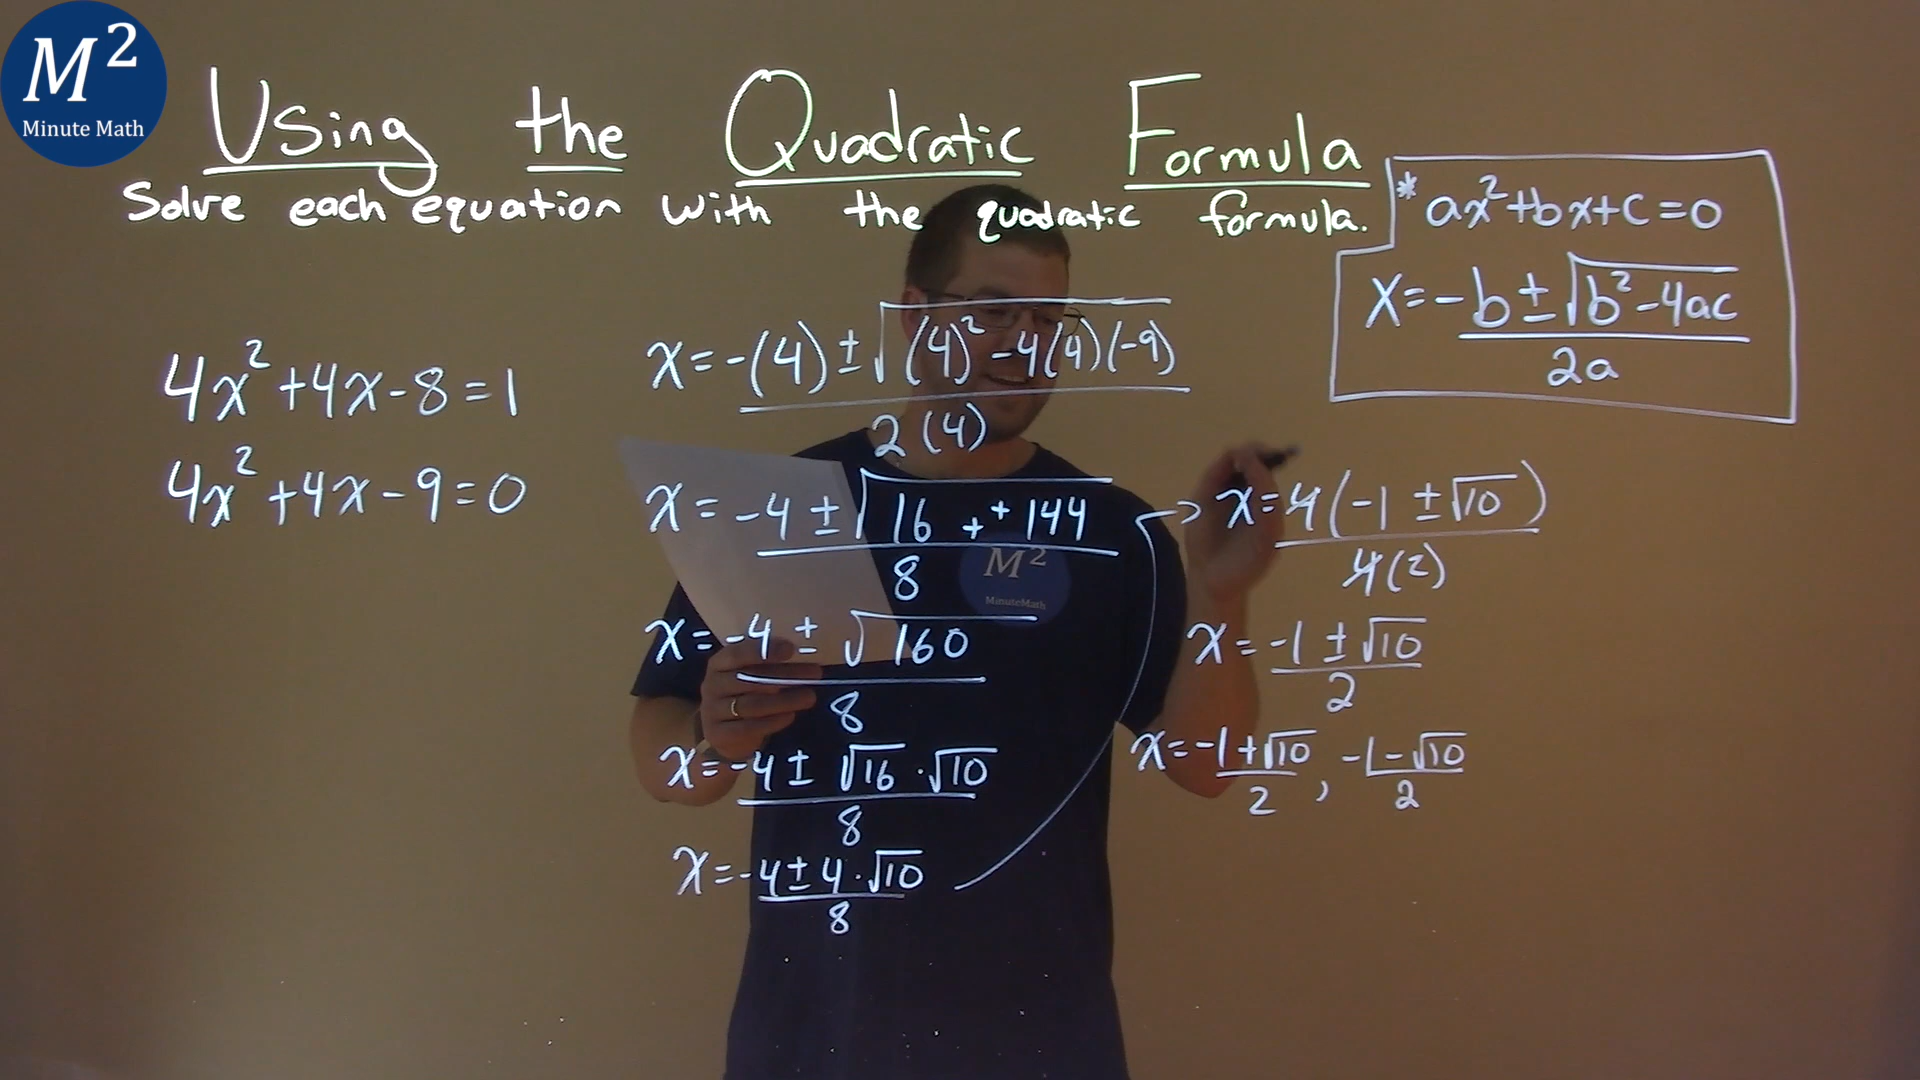 M²
Minute Math
Using the Quadratic Formula
Solve each equation with the quadratic formula.
* ax²+bx+c=0
x = -b ± √b²-4ac
2a
4x²+4x-8=1
4x²+4x-9=0
x = -(4) ± √(4)²-4(4)(-9)
2(4)
x = -4 ± √16 + +144
8
x = -4 ± √160
8
x = -4 ± √16 · √10
8
x = -4 ± 4·√10
8
x = 4(-1 ± √10)
4(2)
x = -1 ± √10
2
x = -1+√10 , -1-√10
2 2
M²
MinuteMath